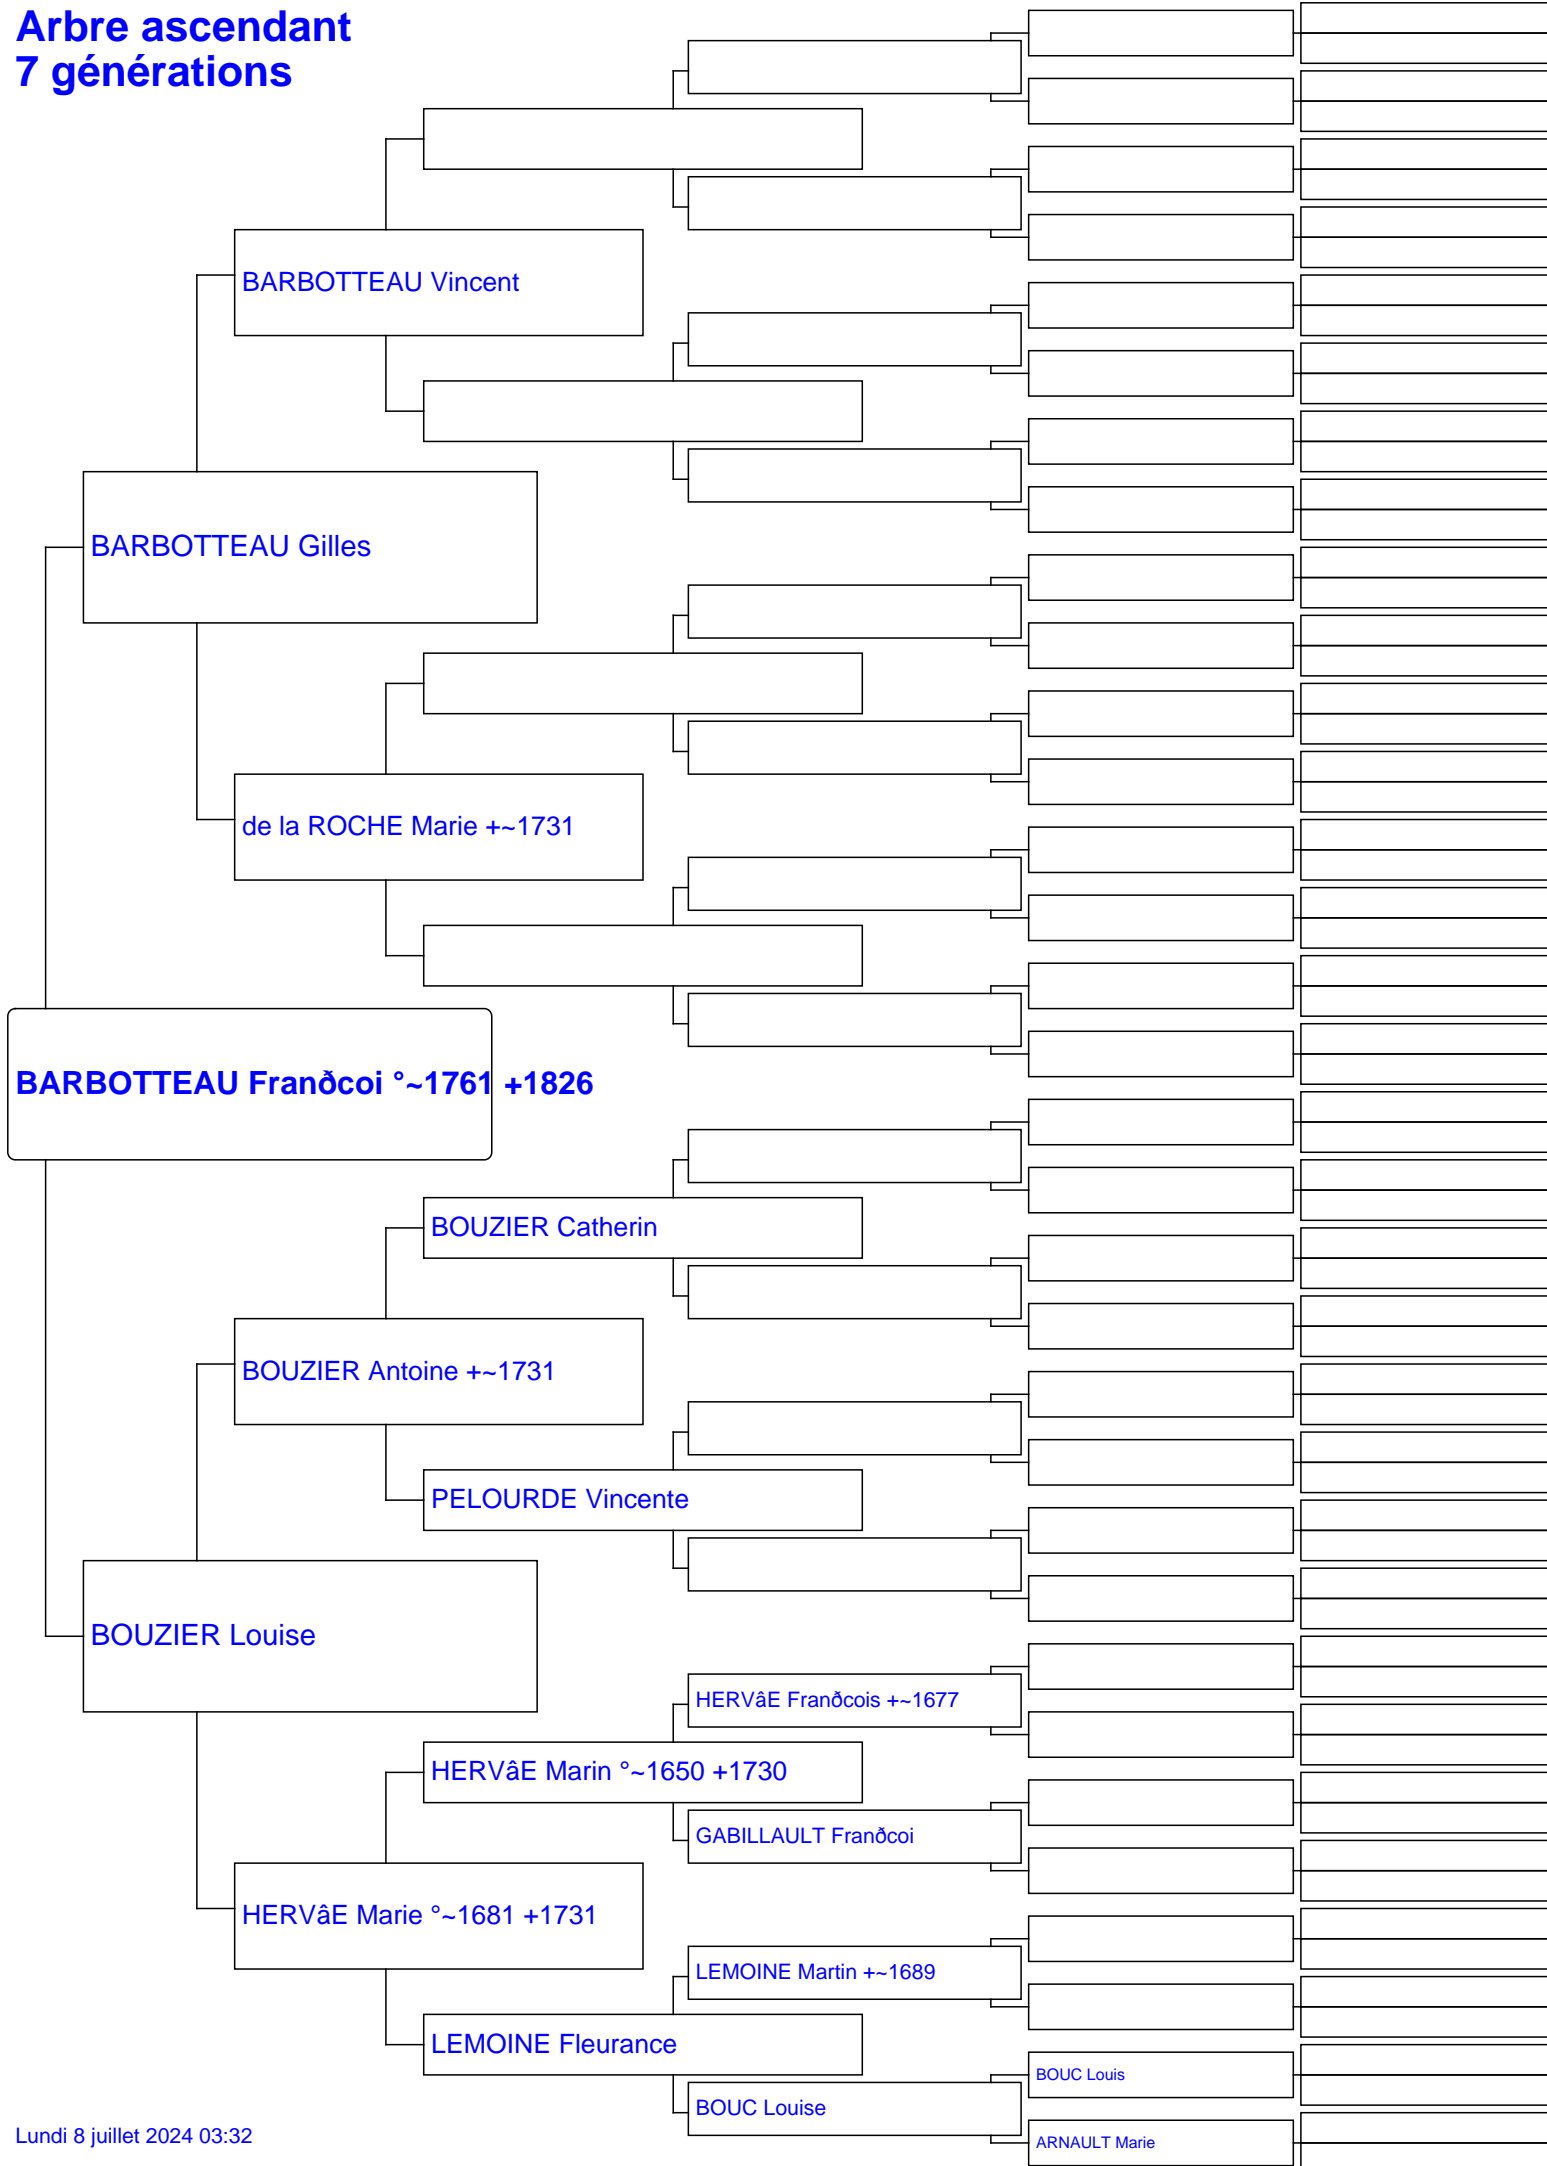 Arbre ascendant
7 générations
BARBOTTEAU Vincent
BARBOTTEAU Gilles
de la ROCHE Marie +~1731
BARBOTTEAU Franðcoi °~1761 +1826
BOUZIER Catherin
BOUZIER Antoine +~1731
PELOURDE Vincente
BOUZIER Louise
HERVâE Franðcois +~1677
HERVâE Marin °~1650 +1730
GABILLAULT Franðcoi
HERVâE Marie °~1681 +1731
LEMOINE Martin +~1689
LEMOINE Fleurance
BOUC Louis
BOUC Louise
ARNAULT Marie
Lundi 8 juillet 2024 03:32